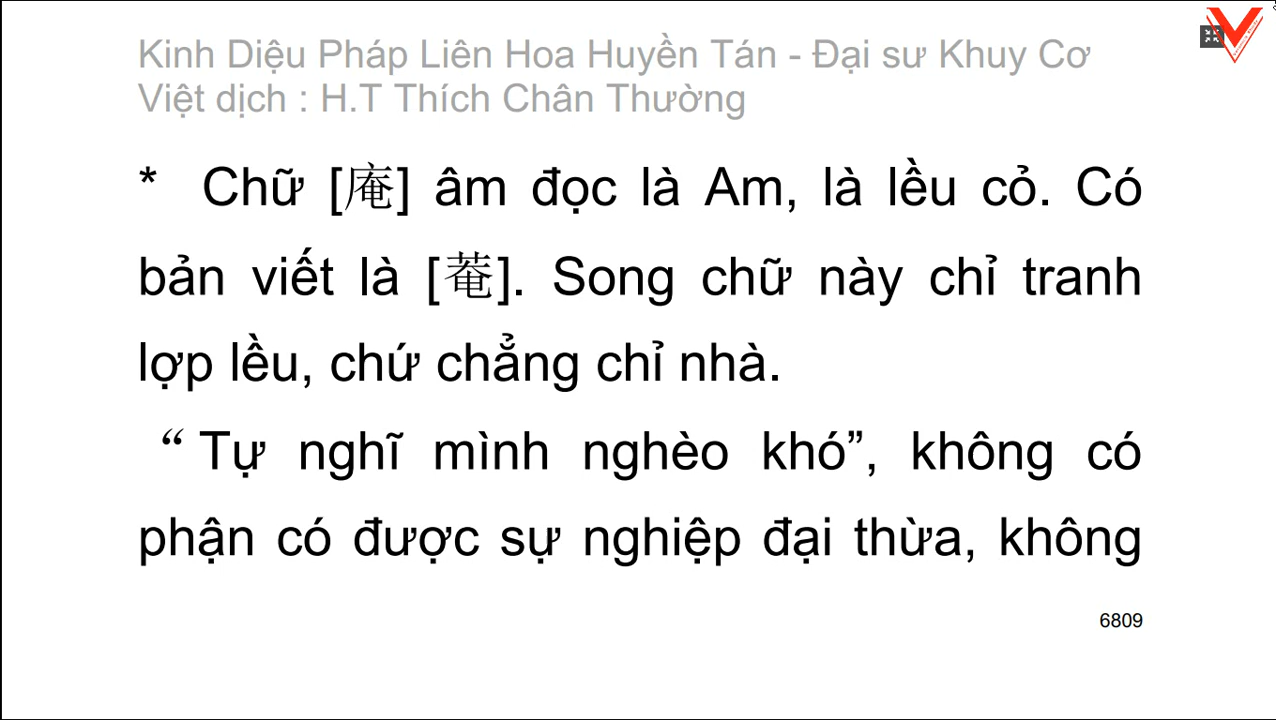 Kinh Diệu Pháp Liên Hoa Huyền Tán - Đại sư Khuy Cơ
Việt dịch : H.T Thích Chân Thường
* Chữ [庵] âm đọc là Am, là lều cỏ. Có
bản viết là [菴]. Song chữ này chỉ tranh
lợp lều, chứ chẳng chỉ nhà.
“ Tự nghĩ mình nghèo khó”, không có
phận có được sự nghiệp đại thừa, không
6809